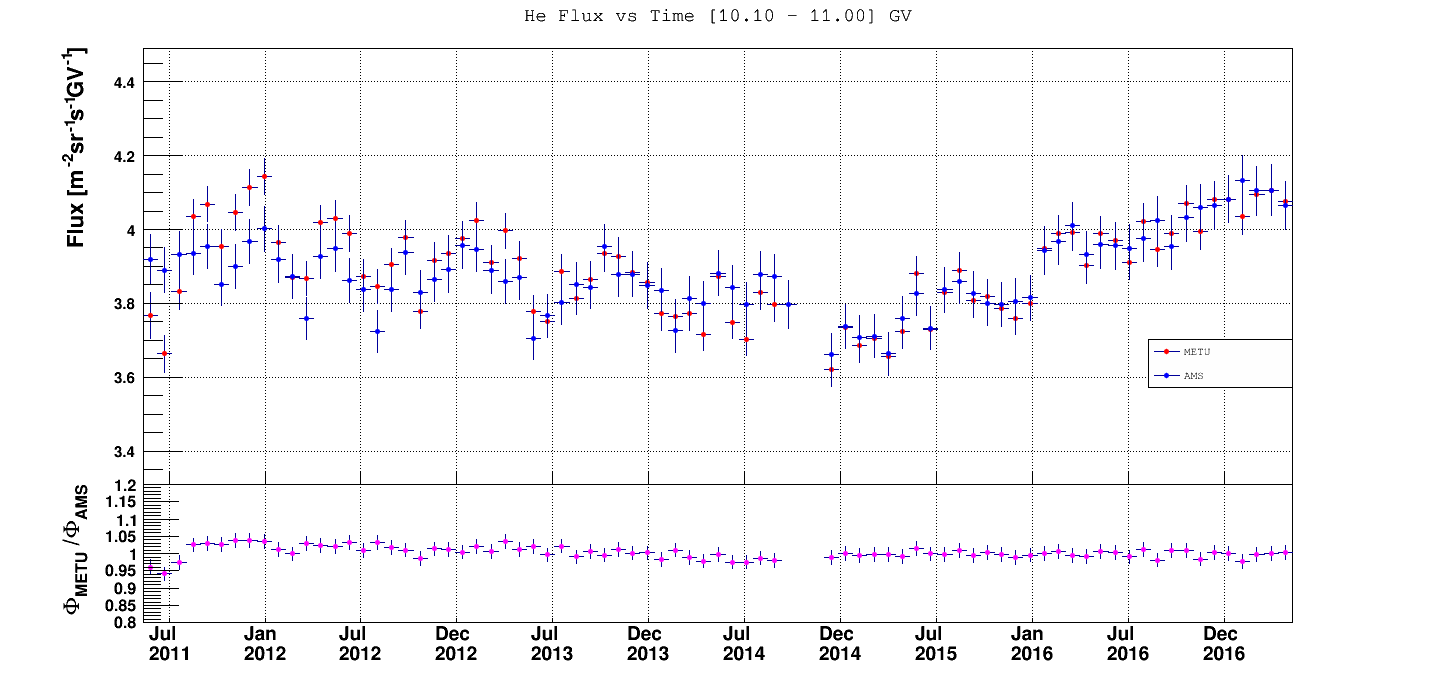 He Flux vs Time [10.10 - 11.00] GV
Flux [m⁻²sr⁻¹s⁻¹GV⁻¹]
4.4
4.2
4
3.8
3.6
3.4
METU
AMS
Φ_METU /Φ_AMS
1.2
1.15
1.1
1.05
1
0.95
0.9
0.85
0.8
Jul Jan Jul Dec Jul Dec Jul Dec Jul Jan Jul Dec
2011 2012 2012 2012 2013 2013 2014 2014 2015 2016 2016 2016